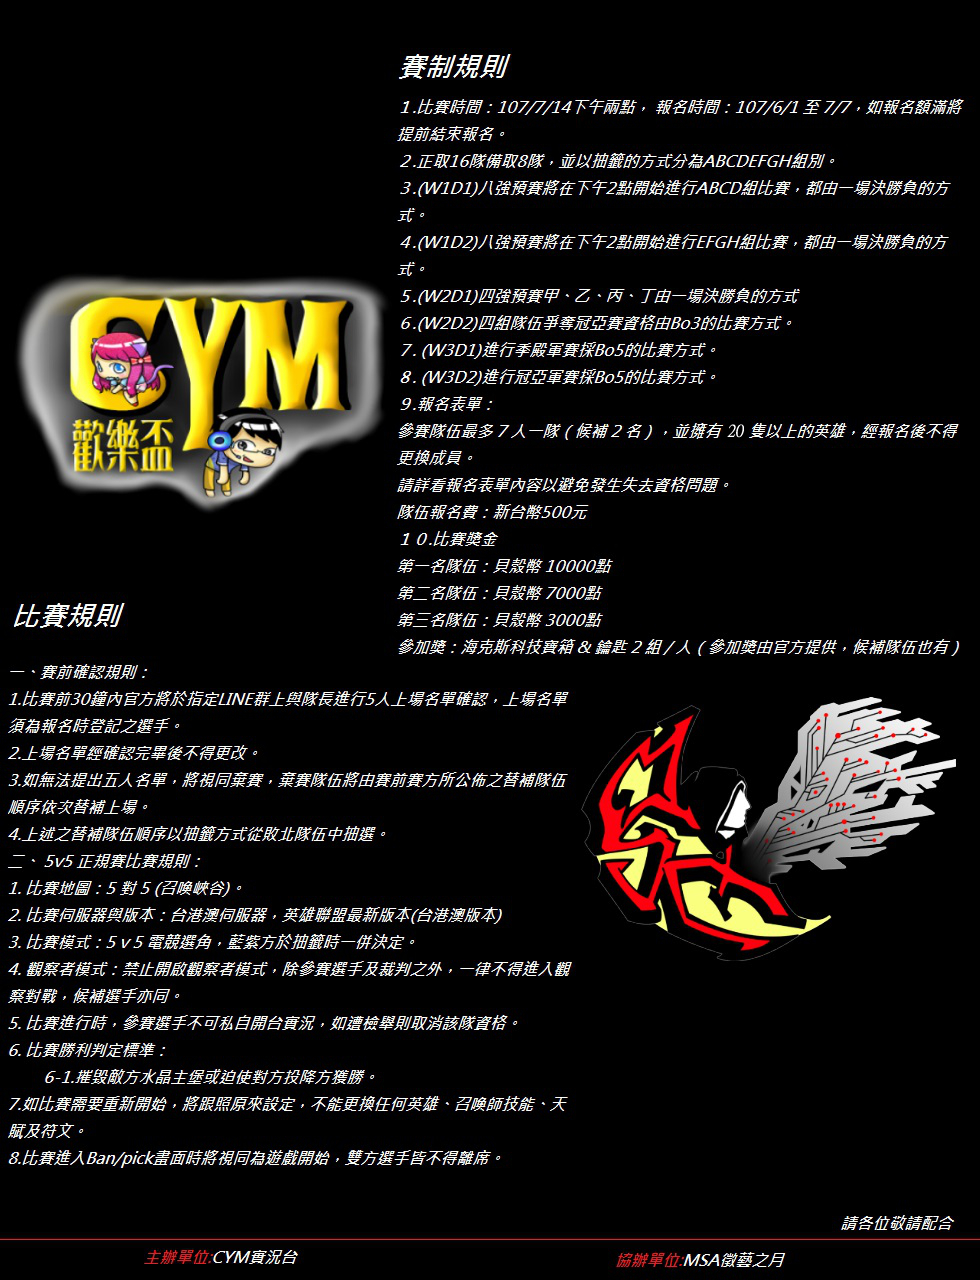 賽制規則
１.比賽時間：107/7/14下午兩點， 報名時間：107/6/1 至 7/7，如報名額滿將
提前結束報名。
２.正取16隊備取8隊，並以抽籤的方式分為ABCDEFGH組別。
３.(W1D1)八強預賽將在下午2點開始進行ABCD組比賽，都由一場決勝負的方
式。
４.(W1D2)八強預賽將在下午2點開始進行EFGH組比賽，都由一場決勝負的方
式。
５.(W2D1)四強預賽甲、乙、丙、丁由一場決勝負的方式
６.(W2D2)四組隊伍爭奪冠亞賽資格由Bo3的比賽方式。
７. (W3D1)進行季殿軍賽採Bo5的比賽方式。
８. (W3D2)進行冠亞軍賽採Bo5的比賽方式。
９.報名表單：
參賽隊伍最多７人一隊（候補２名），並擁有 20 隻以上的英雄，經報名後不得
更換成員。
請詳看報名表單內容以避免發生失去資格問題。
隊伍報名費：新台幣500元
１０.比賽獎金
第一名隊伍：貝殼幣 10000點
第二名隊伍：貝殼幣 7000點
第三名隊伍：貝殼幣 3000點
參加獎：海克斯科技寶箱 & 鑰匙 2 組 / 人（參加獎由官方提供，候補隊伍也有）
CYM
歡樂盃
比賽規則
一、賽前確認規則：
1.比賽前30鐘內官方將於指定LINE群上與隊長進行5人上場名單確認，上場名單
須為報名時登記之選手。
2.上場名單經確認完畢後不得更改。
3.如無法提出五人名單，將視同棄賽，棄賽隊伍將由賽前賽方所公佈之替補隊伍
順序依次替補上場。
4.上述之替補隊伍順序以抽籤方式從敗北隊伍中抽選。
二、 5v5 正規賽比賽規則：
1. 比賽地圖：5 對 5 (召喚峽谷)。
2. 比賽伺服器與版本：台港澳伺服器，英雄聯盟最新版本(台港澳版本)
3. 比賽模式：5 v 5 電競選角，藍紫方於抽籤時一併決定。
4. 觀察者模式：禁止開啟觀察者模式，除參賽選手及裁判之外，一律不得進入觀
察對戰，候補選手亦同。
5. 比賽進行時，參賽選手不可私自開台實況，如遭檢舉則取消該隊資格。
6. 比賽勝利判定標準：
6-1.摧毀敵方水晶主堡或迫使對方投降方獲勝。
7.如比賽需要重新開始，將跟照原來設定，不能更換任何英雄、召喚師技能、天
賦及符文。
8.比賽進入Ban/pick畫面時將視同為遊戲開始，雙方選手皆不得離席。
請各位敬請配合
主辦單位:CYM實況台
協辦單位:MSA徵藝之月